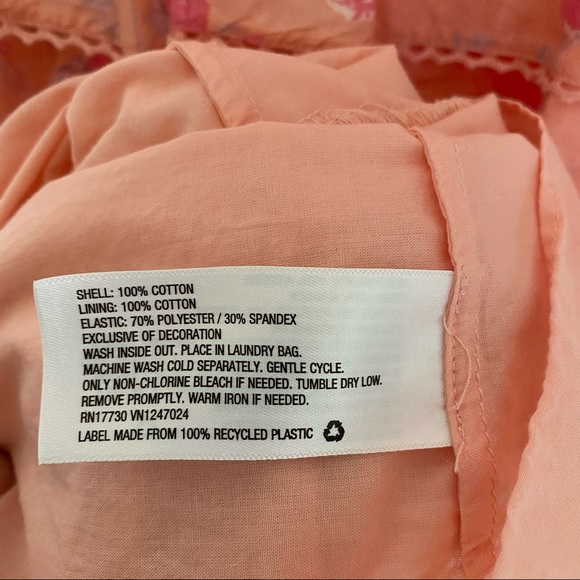 SHELL: 100% COTTON
LINING: 100% COTTON
ELASTIC: 70% POLYESTER / 30% SPANDEX
EXCLUSIVE OF DECORATION
WASH INSIDE OUT. PLACE IN LAUNDRY BAG.
MACHINE WASH COLD SEPARATELY. GENTLE CYCLE.
ONLY NON-CHLORINE BLEACH IF NEEDED. TUMBLE DRY LOW.
REMOVE PROMPTLY. WARM IRON IF NEEDED.
RN17730 VN1247024
LABEL MADE FROM 100% RECYCLED PLASTIC